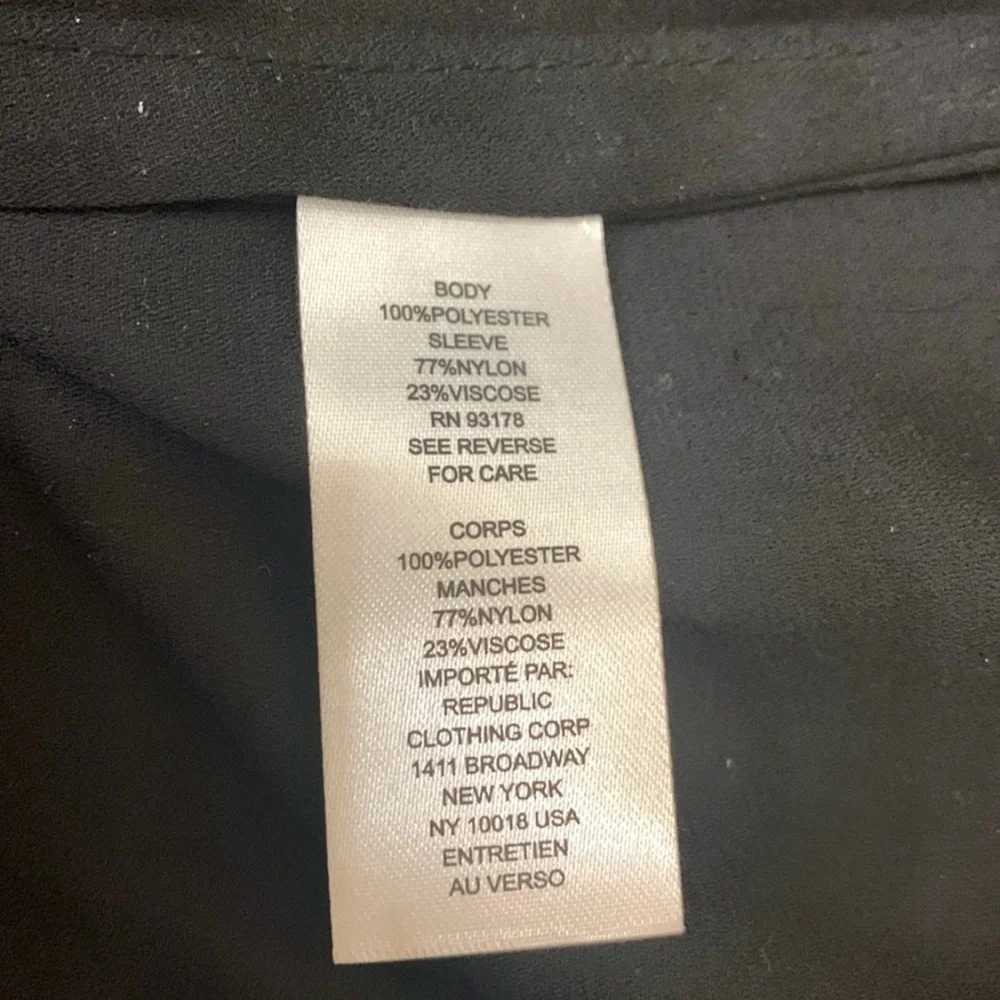 BODY
100%POLYESTER
SLEEVE
77%NYLON
23%VISCOSE
RN 93178
SEE REVERSE
FOR CARE
CORPS
100%POLYESTER
MANCHES
77%NYLON
23%VISCOSE
IMPORTÉ PAR:
REPUBLIC
CLOTHING CORP
1411 BROADWAY
NEW YORK
NY 10018 USA
ENTRETIEN
AU VERSO